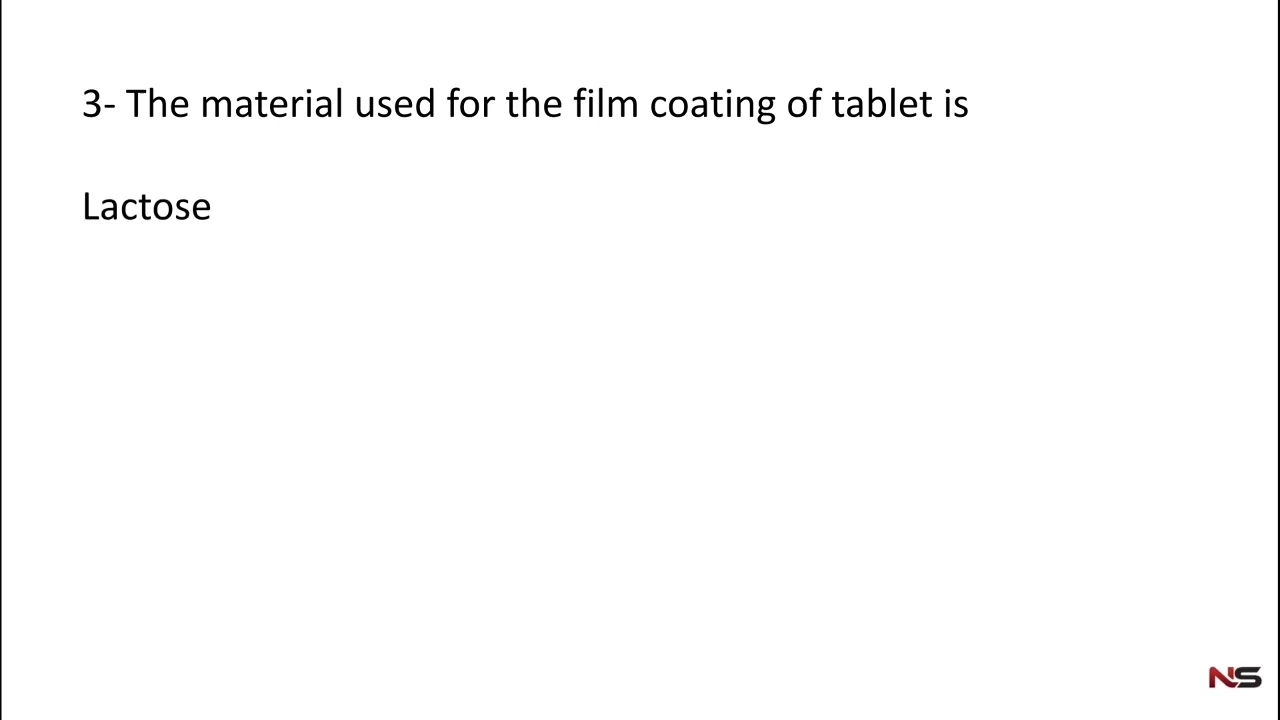 3- The material used for the film coating of tablet is
Lactose
NS